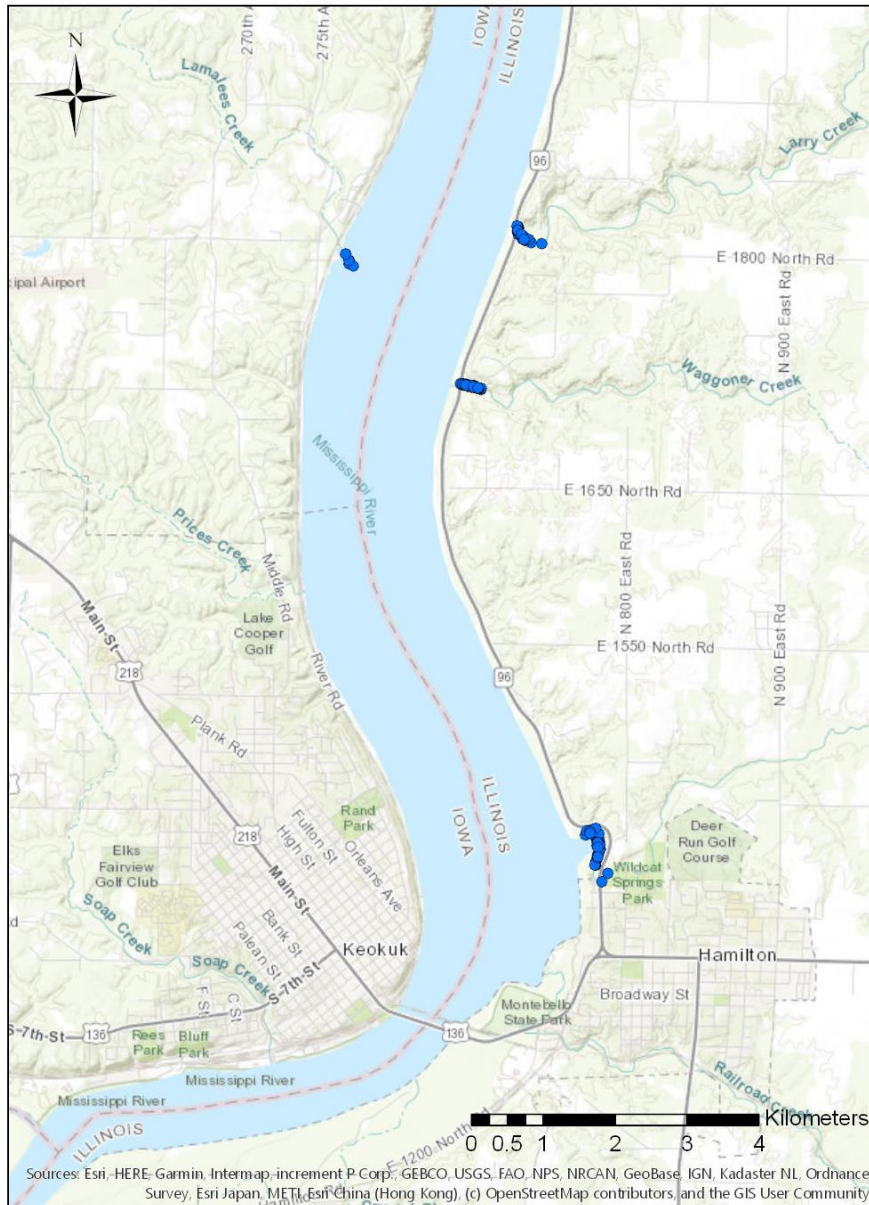 N
270th A
275th A
IOWA
ILLINOIS
Lamalees Creek
Larry Creek
96
E 1800 North Rd
cipal Airport
N 900 East Rd
Waggoner Creek
Mississippi River
E 1650 North Rd
Prices Creek
Middle Rd
N 800 East Rd
Main-St
Lake
Cooper
Golf
E 1550 North Rd
N 900 East Rd
218
River Rd
96
Plank Rd
ILLINOIS
IOWA
Rand
Park
218
Fulton St
High St
Orleans Ave
Deer
Run Golf
Course
Elks
Fairview
Golf Club
Main-St
Wildcat
Springs
Park
Bank St
Palean St
Soap Creek
Soap Creek
Keokuk
Hamilton
S-7th-St
F St
C St
Montebello
State Park
Broadway St
S-7th-St
136
Rees
Park
Bluff
Park
136
Mississippi River
Mississippi River
Railroad Creek
ILLINOIS
E 1200 North Rd
Kilometers
0 0.5 1 2 3 4
Sources: Esri, HERE, Garmin, Intermap, increment P Corp., GEBCO, USGS, FAO, NPS, NRCAN, GeoBase, IGN, Kadaster NL, Ordnance
Survey, Esri Japan, METI, Esri China (Hong Kong), (c) OpenStreetMap contributors, and the GIS User Community